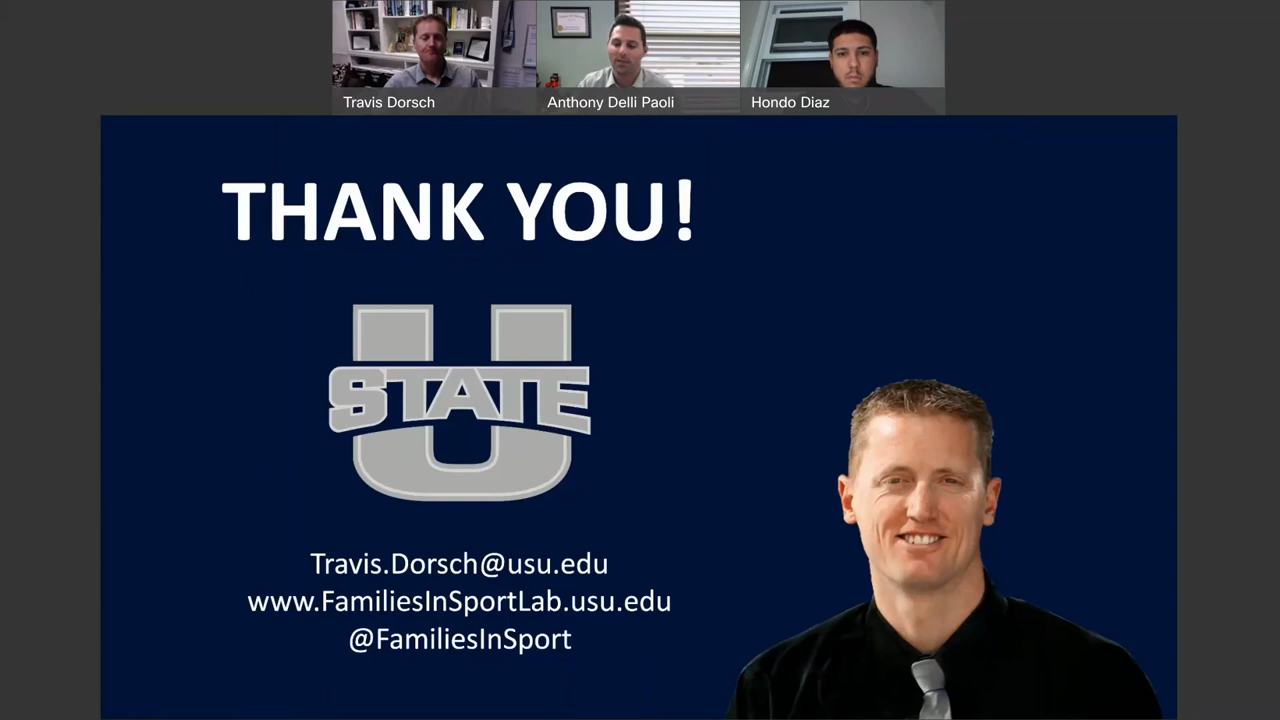 Travis Dorsch
Anthony Delli Paoli
Hondo Diaz
THANK YOU!
STATE
U
Travis.Dorsch@usu.edu
www.FamiliesInSportLab.usu.edu
@FamiliesInSport